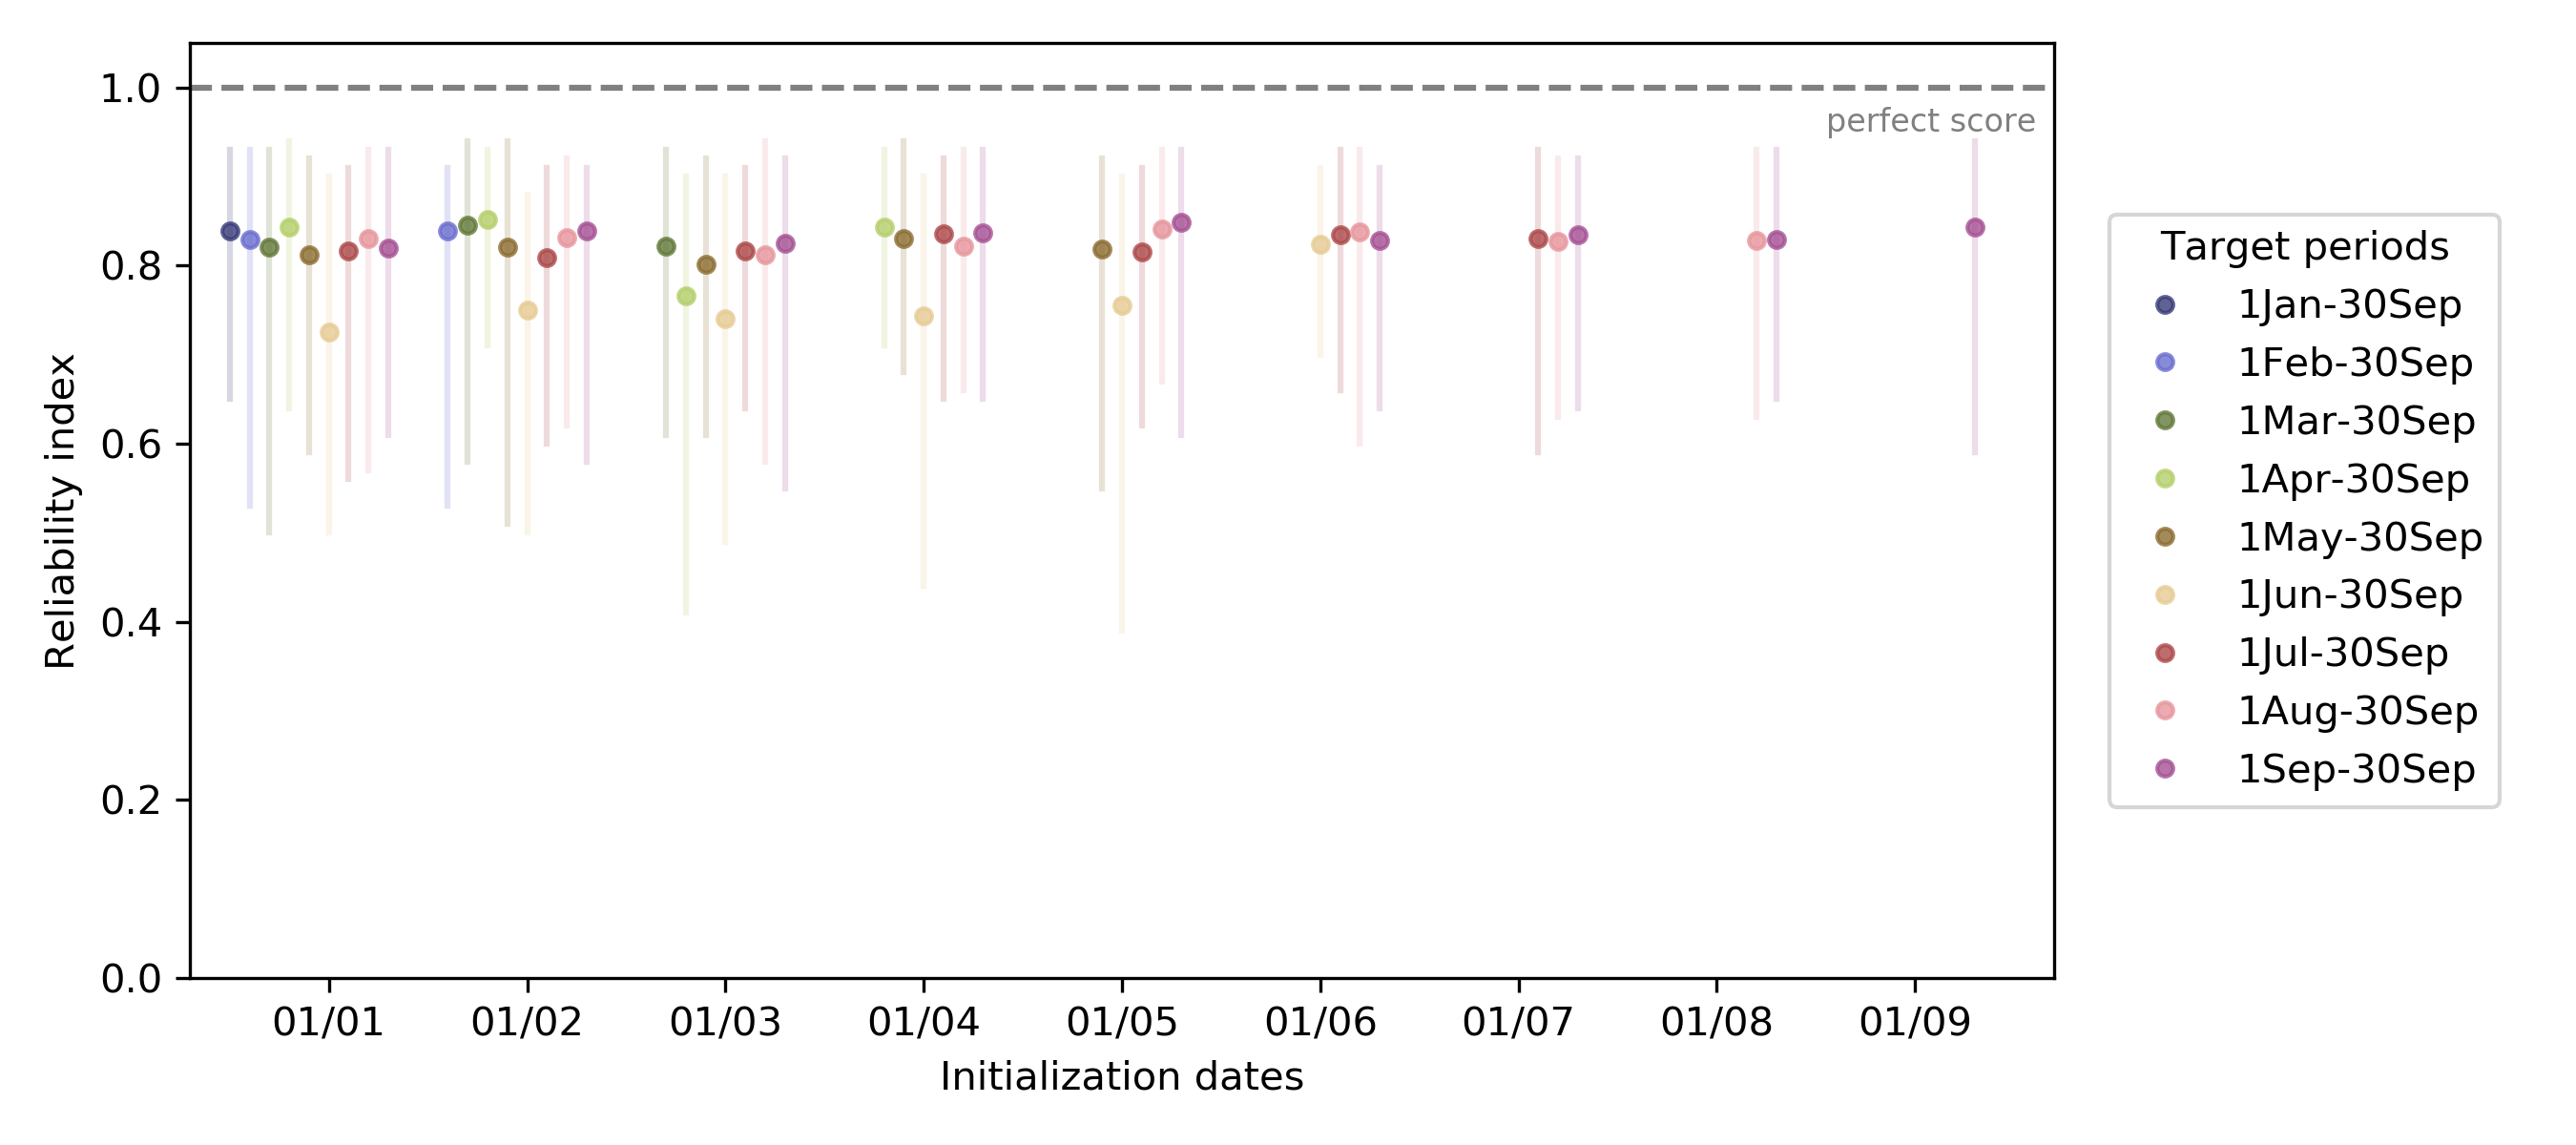 1.0
0.8
0.6
0.4
0.2
0.0
Reliability index
perfect score
01/01
01/02
01/03
01/04
01/05
01/06
01/07
01/08
01/09
Initialization dates
Target periods
1Jan-30Sep
1Feb-30Sep
1Mar-30Sep
1Apr-30Sep
1May-30Sep
1Jun-30Sep
1Jul-30Sep
1Aug-30Sep
1Sep-30Sep